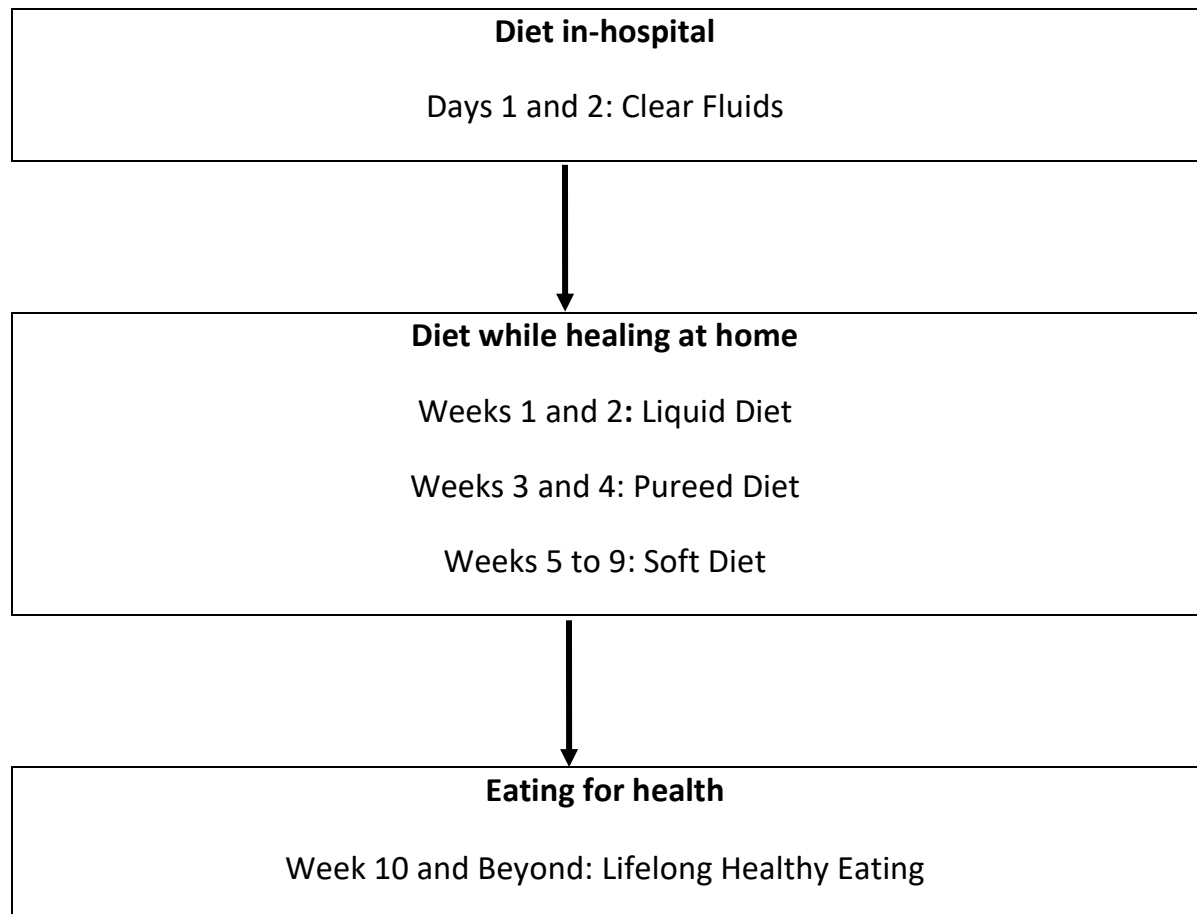 Diet in-hospital
Days 1 and 2: Clear Fluids
Diet while healing at home
Weeks 1 and 2: Liquid Diet
Weeks 3 and 4: Pureed Diet
Weeks 5 to 9: Soft Diet
Eating for health
Week 10 and Beyond: Lifelong Healthy Eating